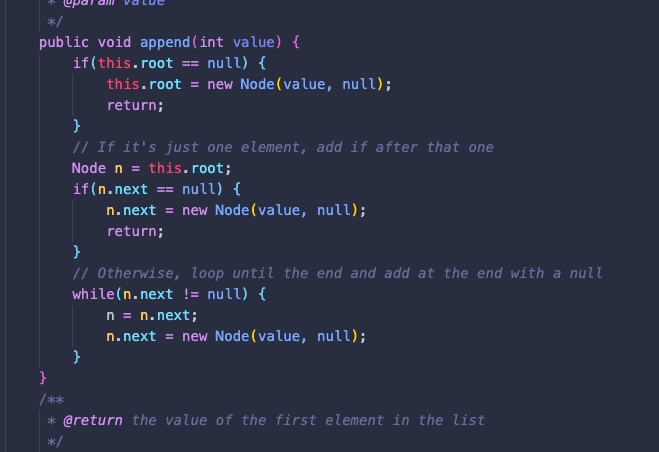 * @param value
*/
public void append(int value) {
if(this.root == null) {
this.root = new Node(value, null);
return;
}
// If it's just one element, add if after that one
Node n = this.root;
if(n.next == null) {
n.next = new Node(value, null);
return;
}
// Otherwise, loop until the end and add at the end with a null
while(n.next != null) {
n = n.next;
n.next = new Node(value, null);
}
}
/**
* @return the value of the first element in the list
*/